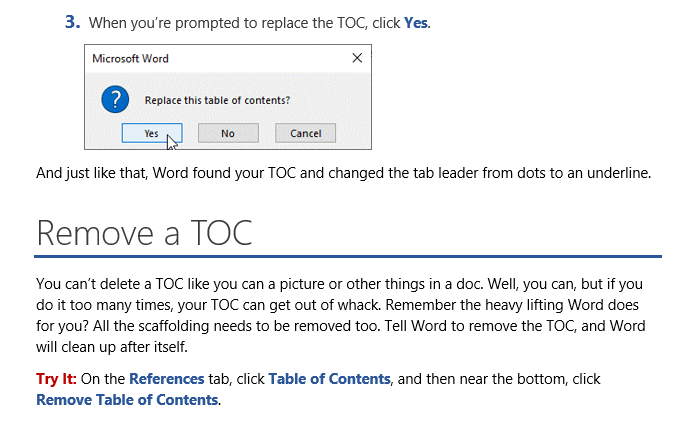 3. When you're prompted to replace the TOC, click Yes.
Microsoft Word
Replace this table of contents?
Yes No Cancel
And just like that, Word found your TOC and changed the tab leader from dots to an underline.
Remove a TOC
You can't delete a TOC like you can a picture or other things in a doc. Well, you can, but if you
do it too many times, your TOC can get out of whack. Remember the heavy lifting Word does
for you? All the scaffolding needs to be removed too. Tell Word to remove the TOC, and Word
will clean up after itself.
Try It: On the References tab, click Table of Contents, and then near the bottom, click
Remove Table of Contents.